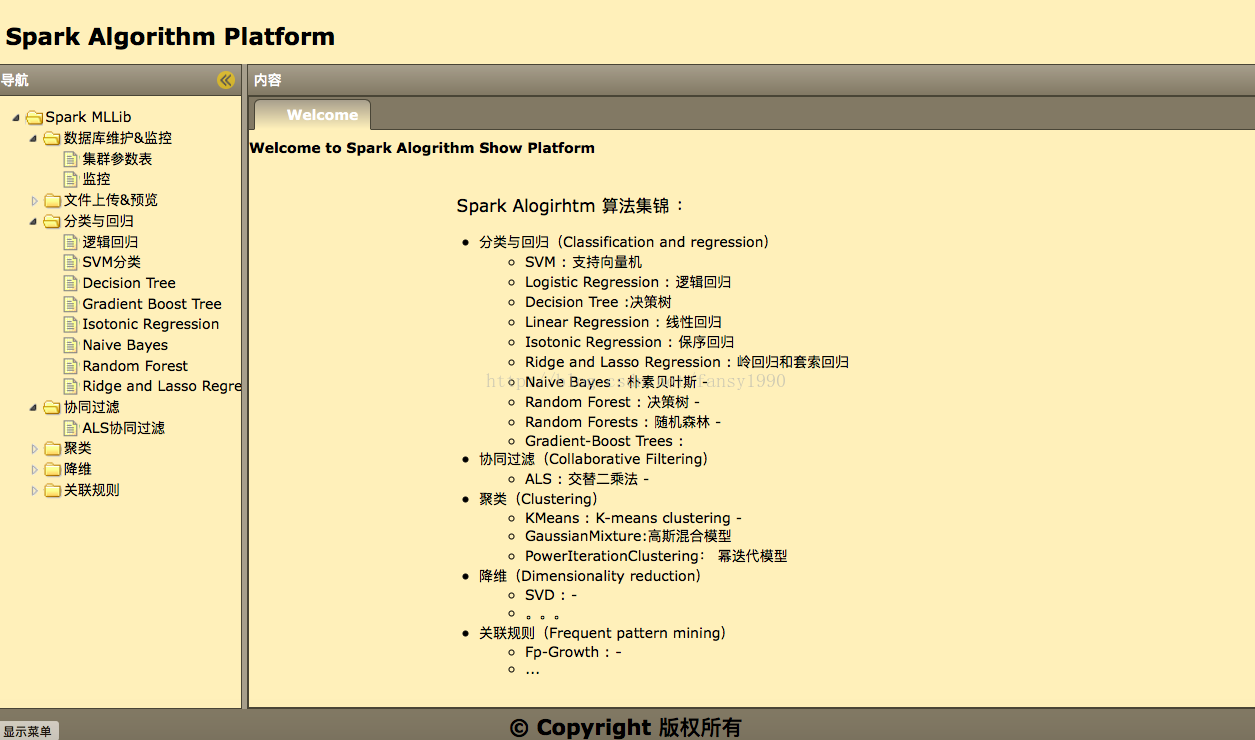 Spark Algorithm Platform
导航
内容
Spark MLLib
数据库维护&监控
集群参数表
监控
文件上传&预览
分类与回归
逻辑回归
SVM分类
Decision Tree
Gradient Boost Tree
Isotonic Regression
Naive Bayes
Random Forest
Ridge and Lasso Regre
协同过滤
ALS协同过滤
聚类
降维
关联规则
Welcome
Welcome to Spark Alogrithm Show Platform
Spark Alogirhtm 算法集锦 :
分类与回归（Classification and regression）
SVM : 支持向量机
Logistic Regression : 逻辑回归
Decision Tree :决策树
Linear Regression : 线性回归
Isotonic Regression : 保序回归
Ridge and Lasso Regression : 岭回归和套索回归
Naive Bayes : 朴素贝叶斯 -
Random Forest : 决策树 -
Random Forests : 随机森林 -
Gradient-Boost Trees :
协同过滤（Collaborative Filtering）
ALS : 交替二乘法 -
聚类（Clustering）
KMeans : K-means clustering -
GaussianMixture:高斯混合模型
PowerIterationClustering： 幂迭代模型
降维（Dimensionality reduction）
SVD : -
。。。
关联规则（Frequent pattern mining）
Fp-Growth : -
...
显示菜单
© Copyright 版权所有